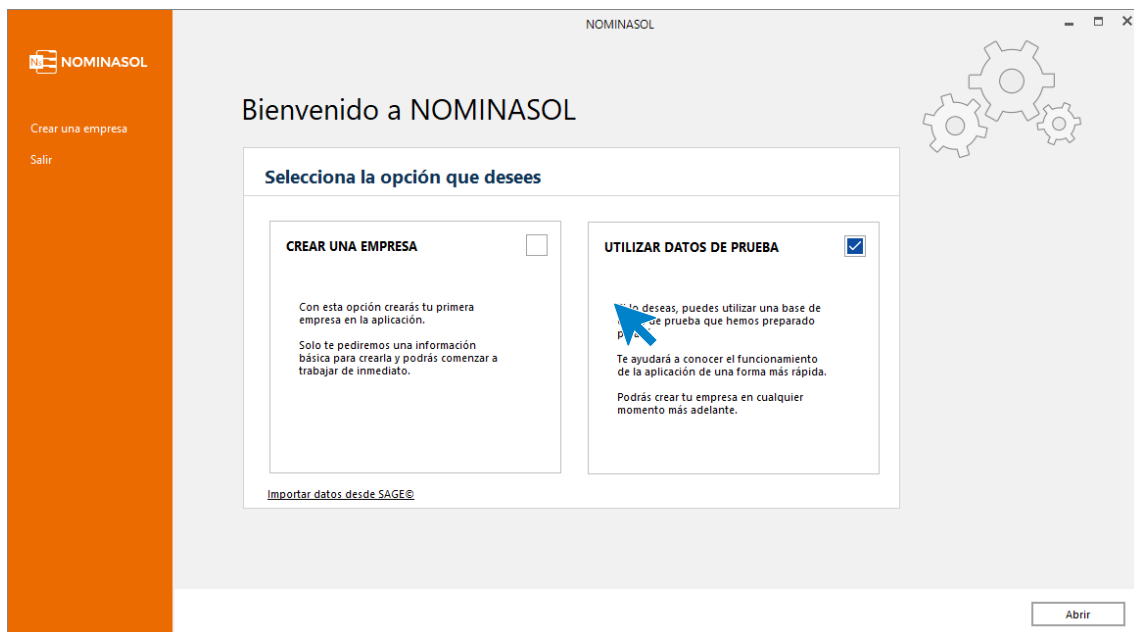 NOMINASOL
Ns NOMINASOL
Crear una empresa
Salir
Bienvenido a NOMINASOL
Selecciona la opción que desees
CREAR UNA EMPRESA
Con esta opción crearás tu primera
empresa en la aplicación.
Solo te pediremos una información
básica para crearla y podrás comenzar a
trabajar de inmediato.
UTILIZAR DATOS DE PRUEBA
lo deseas, puedes utilizar una base de
de prueba que hemos preparado
Te ayudará a conocer el funcionamiento
de la aplicación de una forma más rápida.
Podrás crear tu empresa en cualquier
momento más adelante.
Importar datos desde SAGE©
Abrir